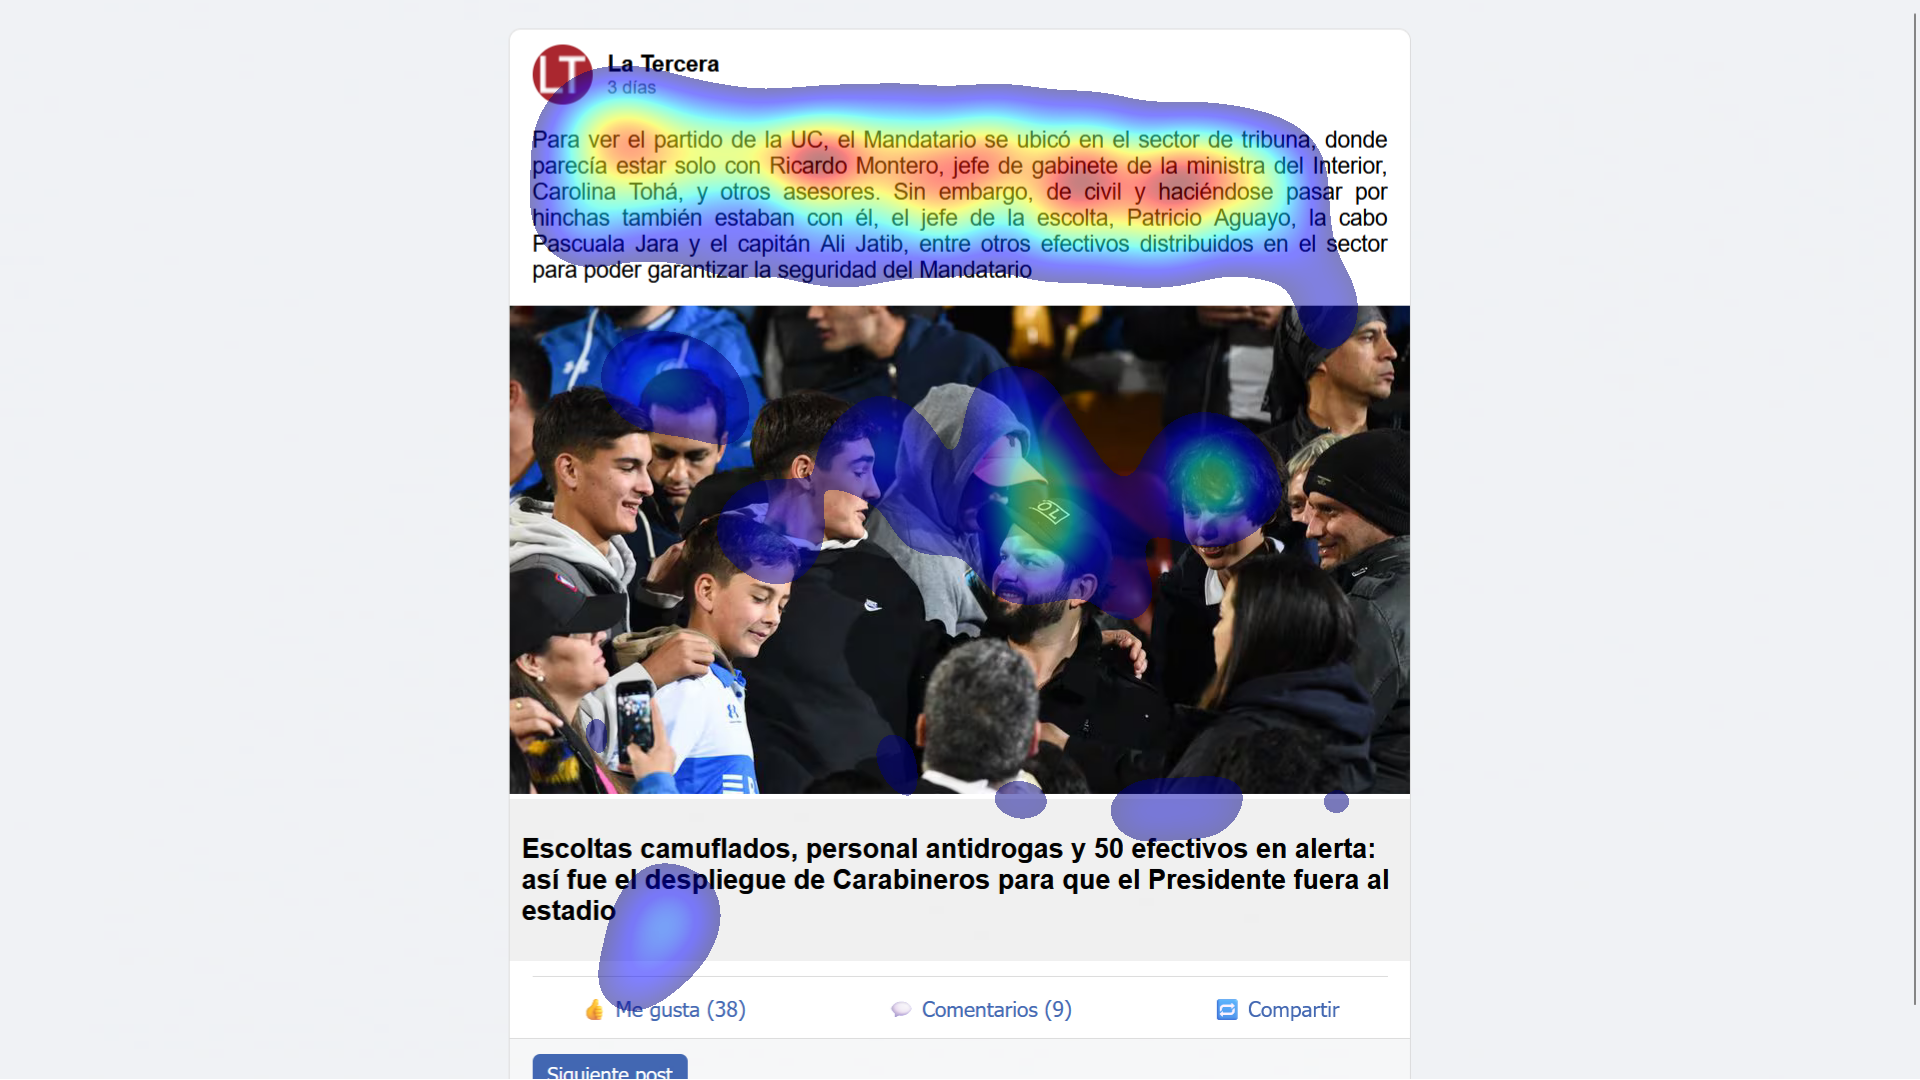 LT
La Tercera
3 días
Para ver el partido de la UC, el Mandatario se ubicó en el sector de tribuna, donde
parecía estar solo con Ricardo Montero, jefe de gabinete de la ministra del Interior,
Carolina Tohá, y otros asesores. Sin embargo, de civil y haciéndose pasar por
hinchas también estaban con él, el jefe de la escolta, Patricio Aguayo, la cabo
Pascuala Jara y el capitán Ali Jatib, entre otros efectivos distribuidos en el sector
para poder garantizar la seguridad del Mandatario
OL
Escoltas camuflados, personal antidrogas y 50 efectivos en alerta:
así fue el despliegue de Carabineros para que el Presidente fuera al
estadio
Me gusta (38)
Comentarios (9)
Compartir
Siguiente post